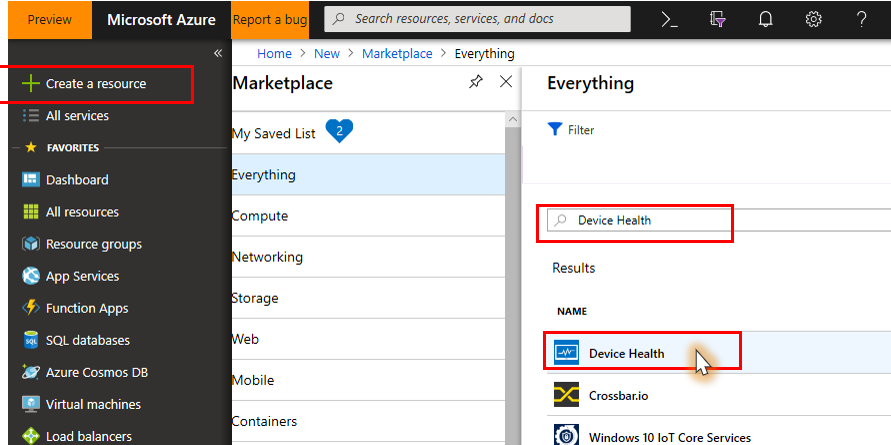 Preview
Microsoft Azure
Report a bug
Search resources, services, and docs
>_
?
«
Home > New > Marketplace > Everything
Create a resource
All services
FAVORITES
Dashboard
All resources
Resource groups
App Services
Function Apps
SQL databases
SQL
Azure Cosmos DB
Virtual machines
Load balancers
Marketplace
My Saved List 2
Everything
Compute
Networking
Storage
Web
Mobile
Containers
Everything
Filter
Device Health
Results
NAME
Device Health
Crossbar.io
Windows 10 IoT Core Services